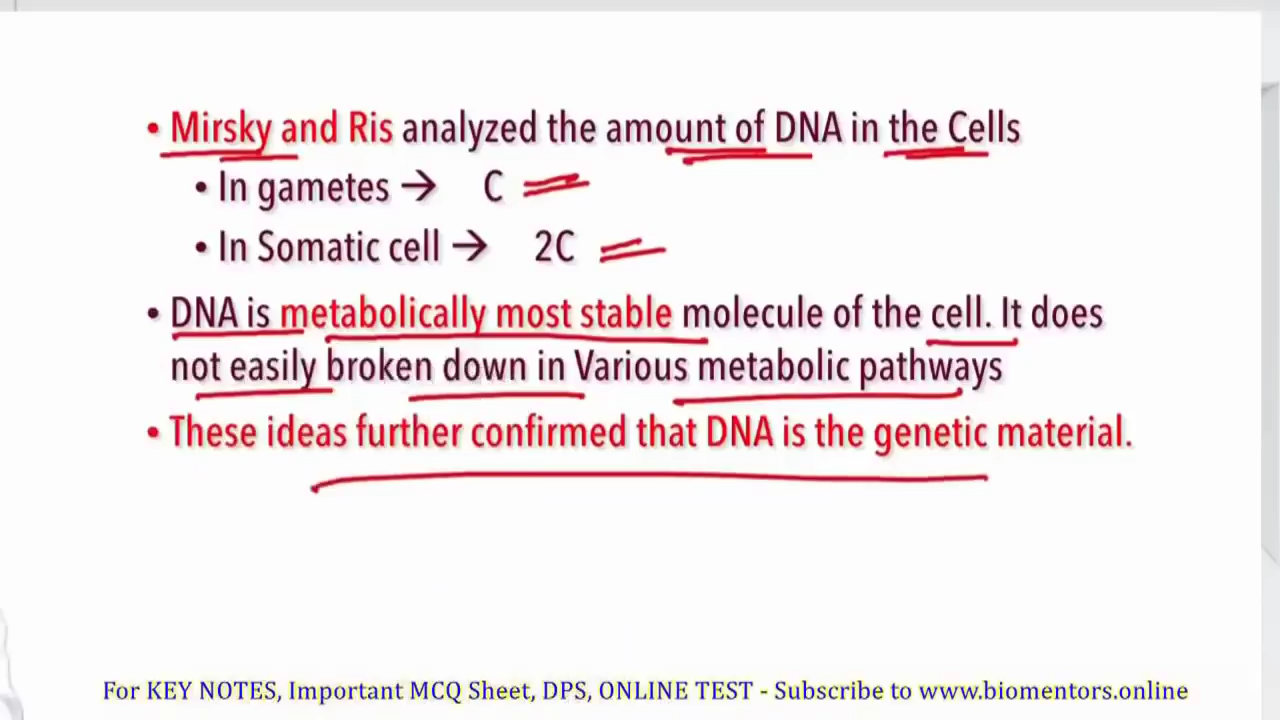 • Mirsky and Ris analyzed the amount of DNA in the Cells
• In gametes → C
• In Somatic cell → 2C
• DNA is metabolically most stable molecule of the cell. It does
not easily broken down in Various metabolic pathways
• These ideas further confirmed that DNA is the genetic material.
For KEY NOTES, Important MCQ Sheet, DPS, ONLINE TEST - Subscribe to www.biomentors.online